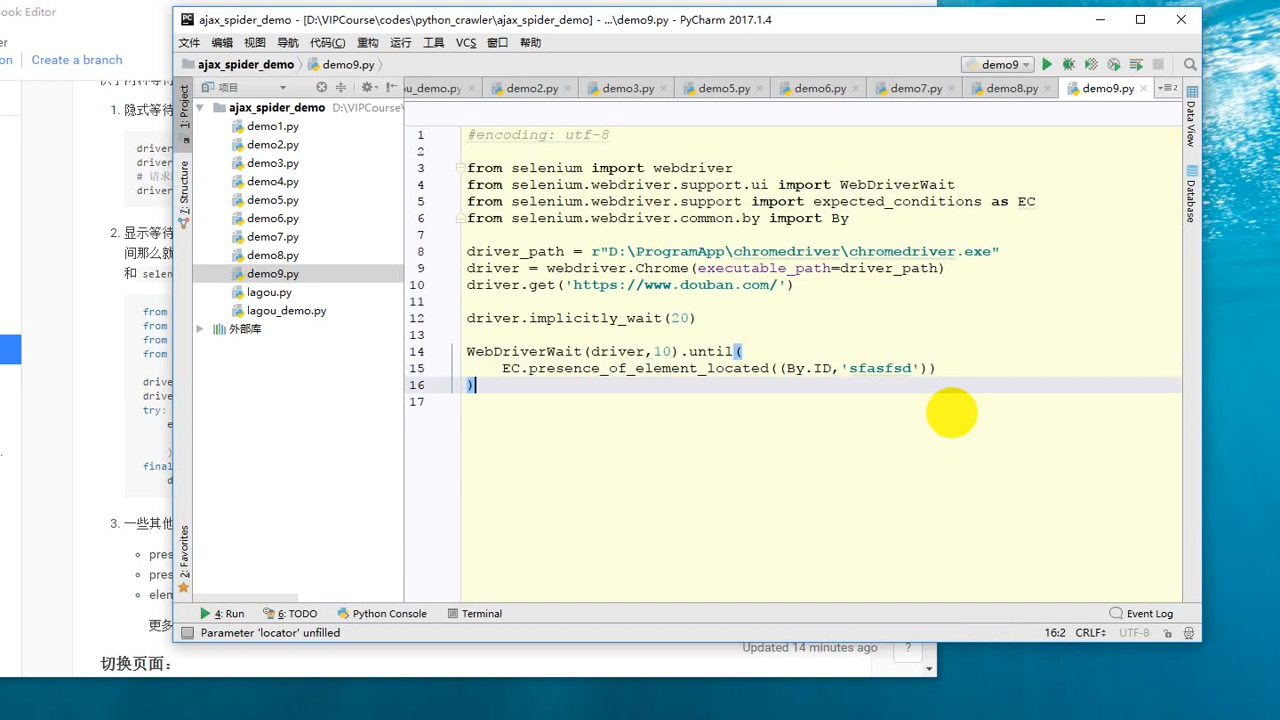 ook Editor
Create a branch
1. 隐式等待
driver
driver
# 请求
driver
2. 显示等待
间那么就
和 selen
from
from
from
from
drive
drive
try:
e
)
final
d
3. 一些其他
pres
pres
elem
更多
切换页面：
Updated 14 minutes ago
?
PC ajax_spider_demo - [D:\VIPCourse\codes\python_crawler\ajax_spider_demo] - ...\demo9.py - PyCharm 2017.1.4
文件 编辑 视图 导航 代码(C) 重构 运行 工具 VCS 窗口 帮助
ajax_spider_demo demo9.py demo9
项目
ou_demo.py demo2.py demo3.py demo5.py demo6.py demo7.py demo8.py demo9.py
1: Project
7: Structure
2: Favorites
ajax_spider_demo D:\VIPCourse\
demo1.py
demo2.py
demo3.py
demo4.py
demo5.py
demo6.py
demo7.py
demo8.py
demo9.py
lagou.py
lagou_demo.py
外部库
1 #encoding: utf-8
2
3 from selenium import webdriver
4 from selenium.webdriver.support.ui import WebDriverWait
5 from selenium.webdriver.support import expected_conditions as EC
6 from selenium.webdriver.common.by import By
7
8 driver_path = r"D:\ProgramApp\chromedriver\chromedriver.exe"
9 driver = webdriver.Chrome(executable_path=driver_path)
10 driver.get('https://www.douban.com/')
11
12 driver.implicitly_wait(20)
13
14 WebDriverWait(driver,10).until(
15 EC.presence_of_element_located((By.ID,'sfasfsd'))
16 )
17
Data View
Database
4: Run 6: TODO Python Console Terminal Event Log
Parameter 'locator' unfilled 16:2 CRLF UTF-8